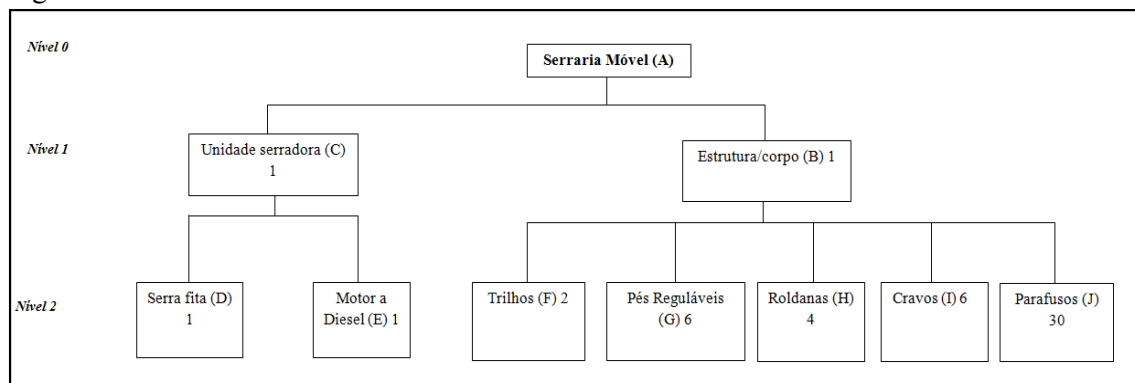 Nível 0
Serraria Móvel (A)
Nível 1
Unidade serradora (C)
1
Estrutura/corpo (B) 1
Nível 2
Serra fita (D)
1
Motor a
Diesel (E) 1
Trilhos (F) 2
Pés Reguláveis
(G) 6
Roldanas (H)
4
Cravos (I) 6
Parafusos (J)
30